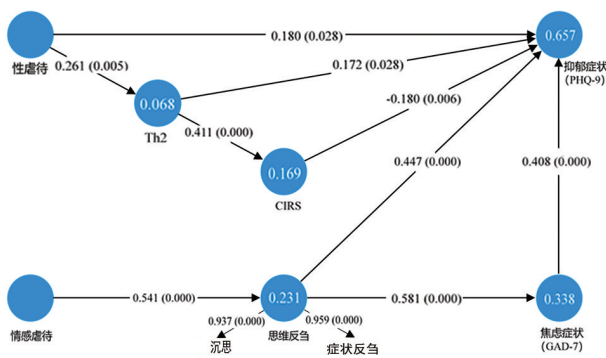 0.180 (0.028)
0.657
性虐待
0.261 (0.005)
0.172 (0.028)
抑郁症状
(PHQ-9)
0.068
Th2
0.411 (0.000)
-0.180 (0.006)
0.169
CIRS
0.447 (0.000)
0.408 (0.000)
0.541 (0.000)
0.231
0.581 (0.000)
0.338
情感虐待
0.937 (0.000)
思维反刍
0.959 (0.000)
焦虑症状
(GAD-7)
沉思
症状反刍